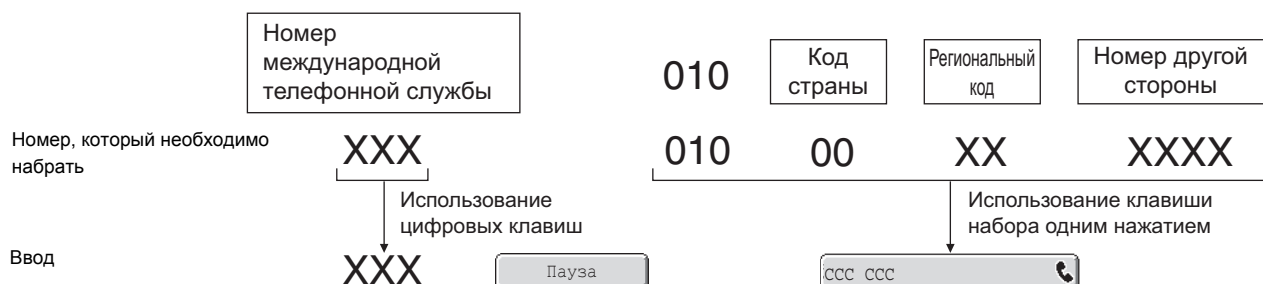 Номер
международной
телефонной службы
010
Код
страны
Региональный
код
Номер другой
стороны
Номер, который необходимо
набрать
XXX
010 00 XX XXXX
Использование
цифровых клавиш
Использование клавиши
набора одним нажатием
Ввод
XXX
Пауза
ccc ccc